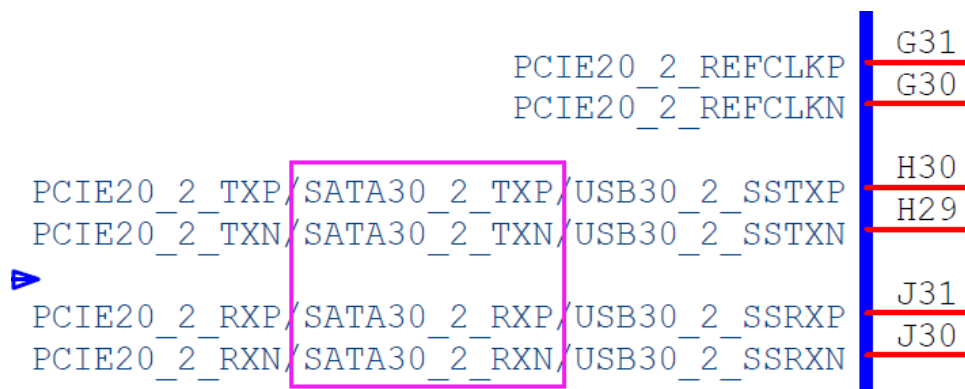 PCIE20_2_REFCLKP G31
PCIE20_2_REFCLKN G30
PCIE20_2_TXP/SATA30_2_TXP/USB30_2_SSTXP H30
PCIE20_2_TXN/SATA30_2_TXN/USB30_2_SSTXN H29
PCIE20_2_RXP/SATA30_2_RXP/USB30_2_SSRXP J31
PCIE20_2_RXN/SATA30_2_RXN/USB30_2_SSRXN J30